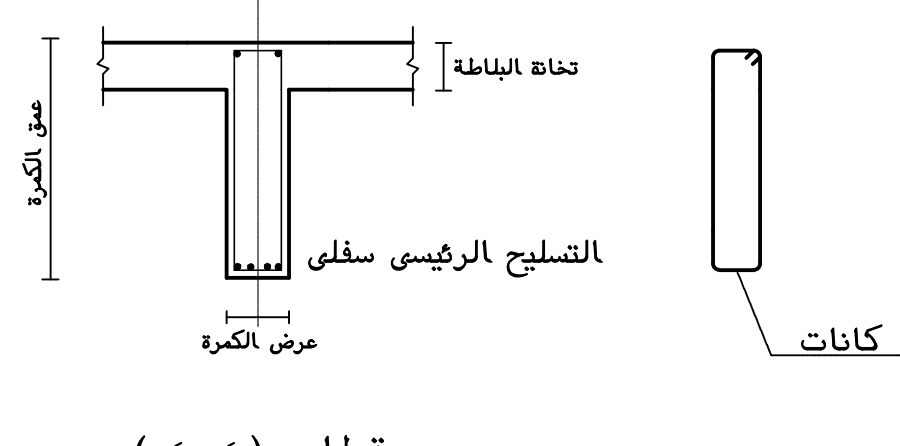 تخانة البلاطة
عمق الكمرة
التسليح الرئيسى سفلى
عرض الكمرة
كانات